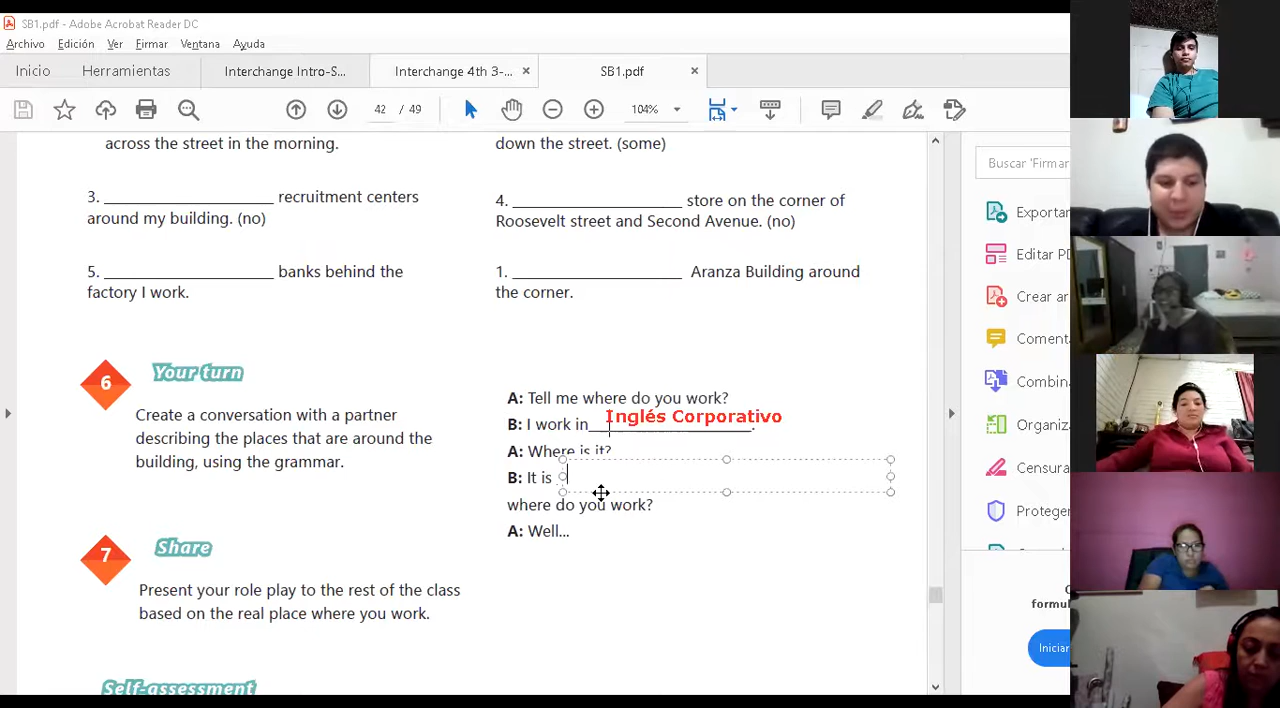 SB1.pdf - Adobe Acrobat Reader DC
Archivo Edición Ver Firmar Ventana Ayuda
Inicio Herramientas Interchange Intro-S... Interchange 4th 3-... SB1.pdf
42 / 49 104%
across the street in the morning.
down the street. (some)
3. ____________________ recruitment centers
around my building. (no)
4. ____________________ store on the corner of
Roosevelt street and Second Avenue. (no)
5. ____________________ banks behind the
factory I work.
1. ____________________ Aranza Building around
the corner.
6 Your turn
Create a conversation with a partner
describing the places that are around the
building, using the grammar.
A: Tell me where do you work?
B: I work in____________________.
Inglés Corporativo
A: Where is it?
B: It is
where do you work?
A: Well...
7 Share
Present your role play to the rest of the class
based on the real place where you work.
Self-assessment
Buscar 'Firmar
Exportar
Editar PD
Crear ar
Comenta
Combin
Organiz
Censura
Proteger
formu
Iniciar